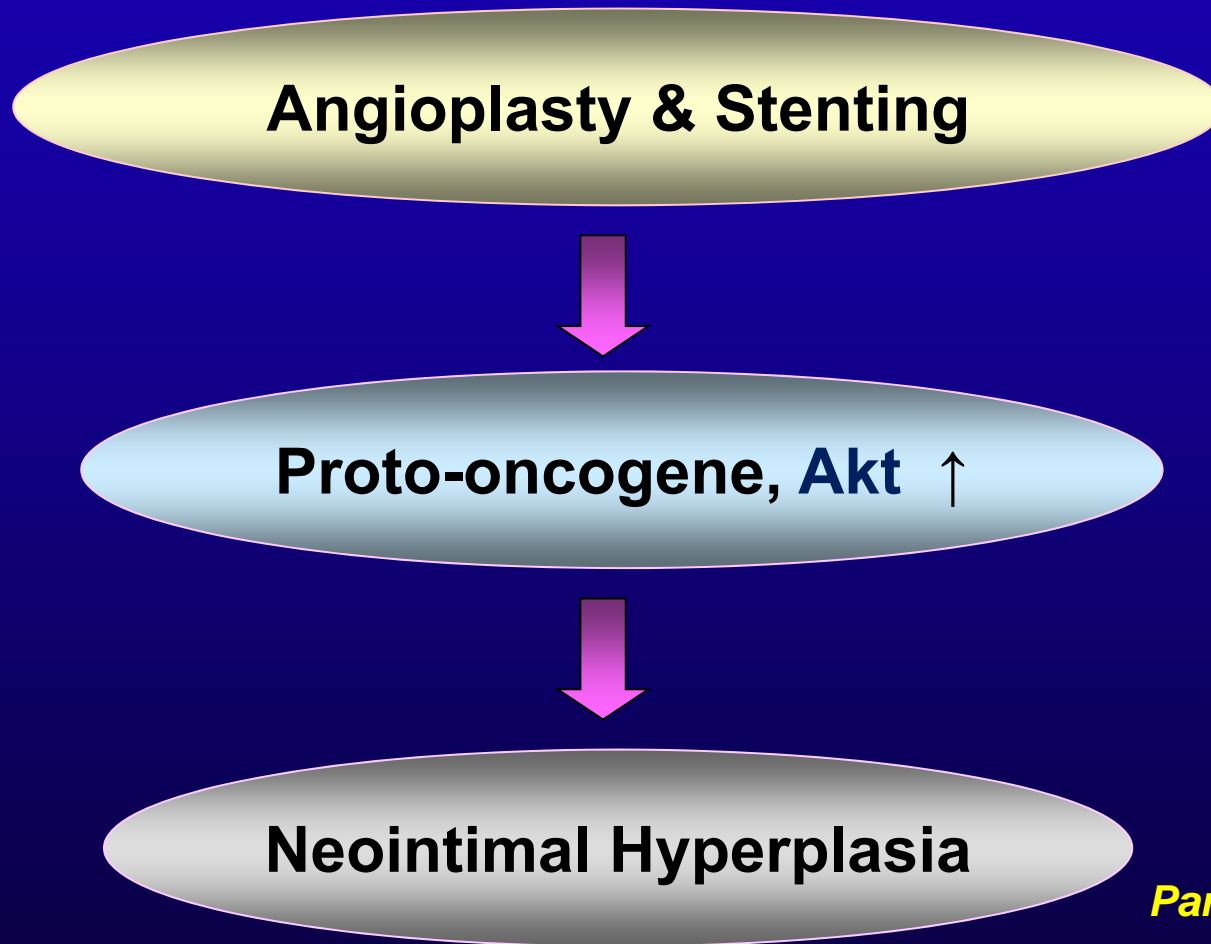 Angioplasty & Stenting
Proto-oncogene, Akt ↑
Neointimal Hyperplasia